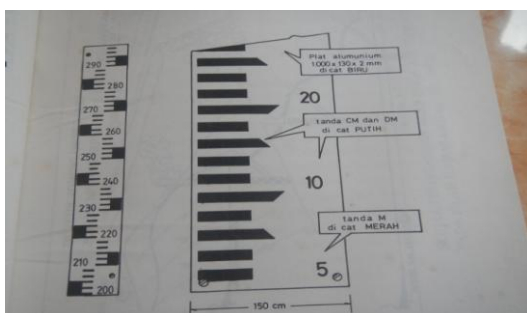 290
280
270
260
250
240
230
220
210
200
Plat alumunium
1000 x 130 x 2 mm
di cat BIRU
20
tanda CM dan DM
di cat PUTIH
10
tanda M
di cat MERAH
5
150 cm